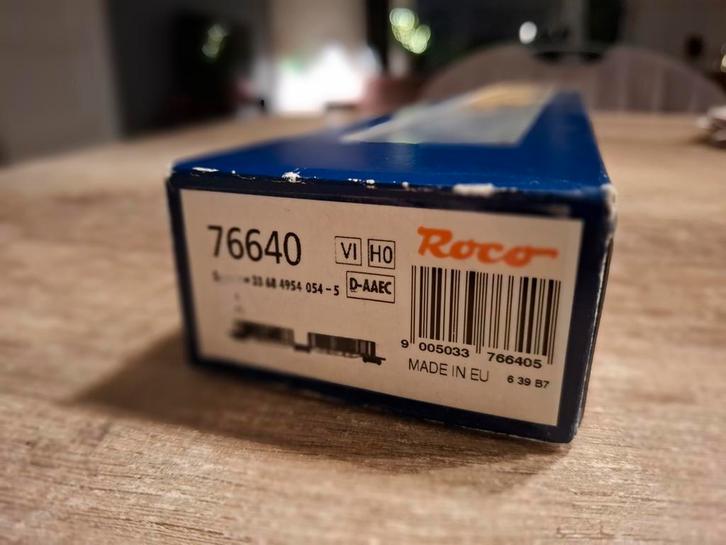 76640
VI
H0
Roco
33 68 4954 054-5
D-AAEC
9 005033 766405
MADE IN EU
6 39 B7